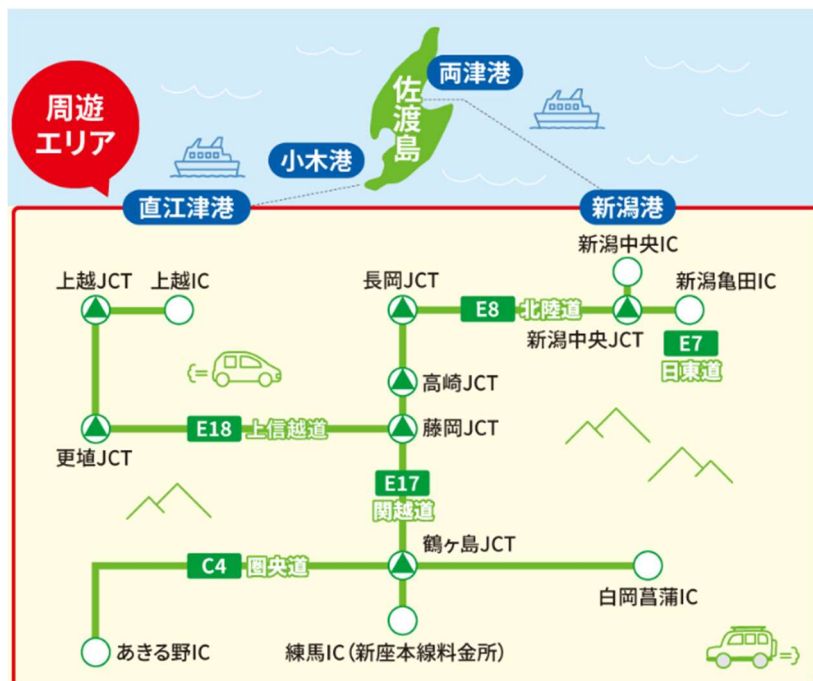 周遊
エリア
佐渡島
両津港
小木港
直江津港
新潟港
新潟中央IC
上越JCT
上越IC
長岡JCT
新潟亀田IC
E8 北陸道
新潟中央JCT
E7
日東道
高崎JCT
E18 上信越道
藤岡JCT
更埴JCT
E17
関越道
鶴ヶ島JCT
C4 圏央道
白岡菖蒲IC
あきる野IC
練馬IC(新座本線料金所)